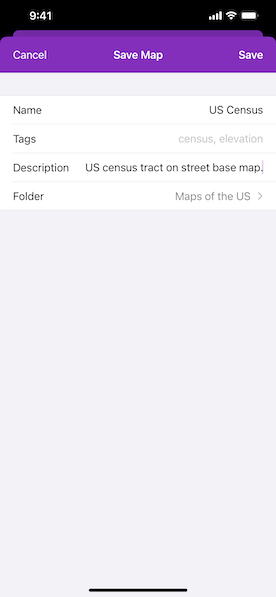 9:41
Cancel Save Map Save
Name US Census
Tags census, elevation
Description US census tract on street base map.
Folder Maps of the US